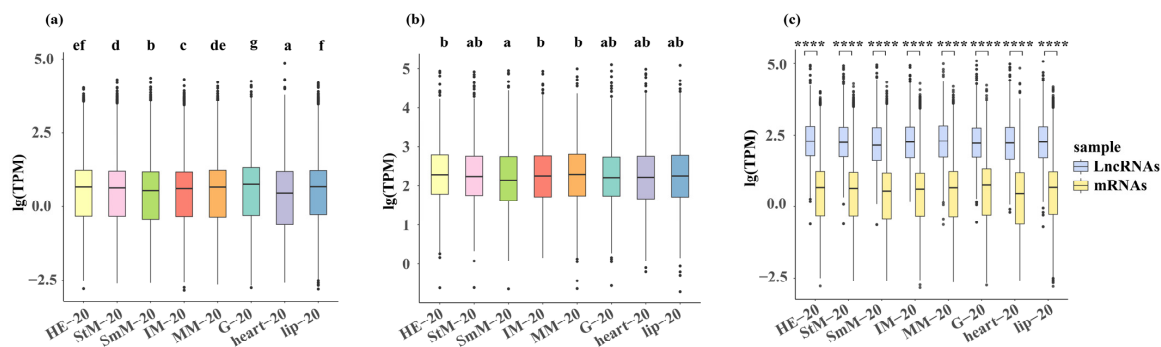 (a)
ef d b c de g a f
lg(TPM)
5.0
2.5
0.0
−2.5
HE−20 StM−20 SmM−20 IM−20 MM−20 G−20 heart−20 lip−20
(b)
b ab a b b ab ab ab
lg(TPM)
5
4
3
2
1
0
HE−20 StM−20 SmM−20 IM−20 MM−20 G−20 heart−20 lip−20
(c)
**** **** **** **** **** **** **** ****
lg(TPM)
5.0
2.5
0.0
−2.5
HE−20 StM−20 SmM−20 IM−20 MM−20 G−20 heart−20 lip−20
sample
LncRNAs
mRNAs